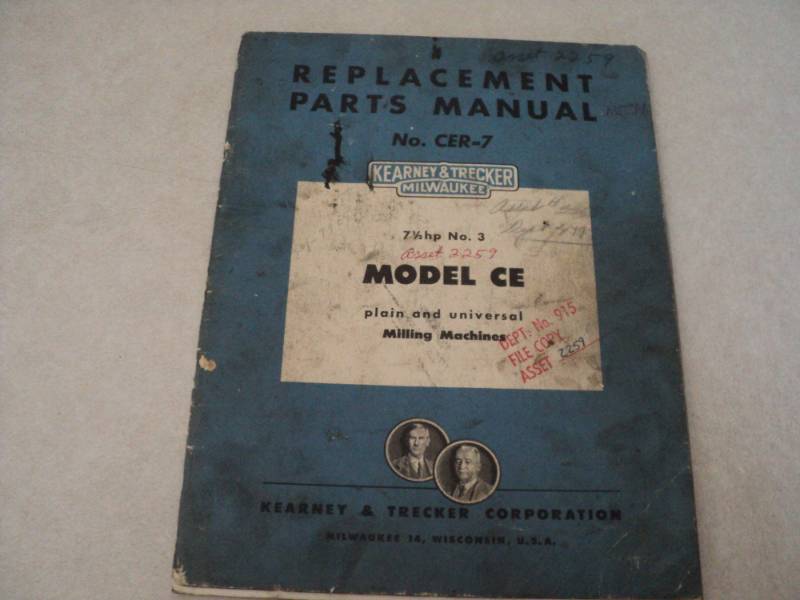 Asset 2259
REPLACEMENT
PARTS MANUAL
No. CER-7
KEARNEY & TRECKER
MILWAUKEE
7½hp No. 3
Asset 2259
MODEL CE
plain and universal
Milling Machines
DEPT. No. 915
FILE COPY
ASSET 2259
KEARNEY & TRECKER CORPORATION
MILWAUKEE 14, WISCONSIN, U.S.A.